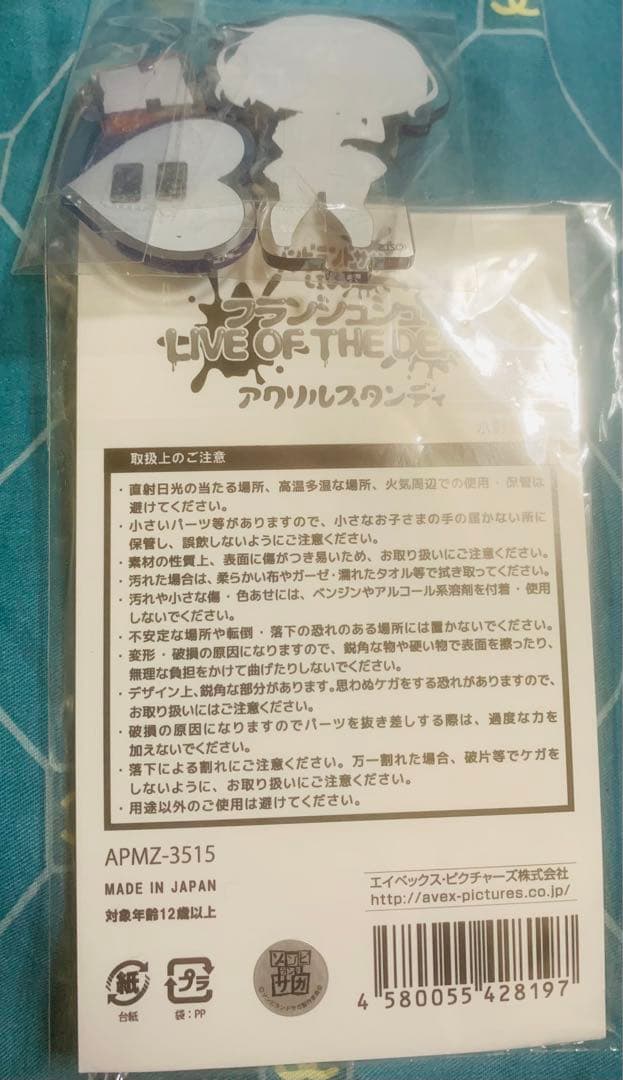 フランシュシュ
LIVE OF THE DE
アクリルスタンディ
取扱上のご注意
・直射日光の当たる場所、高温多湿な場所、火気周辺での使用・保管は
避けてください。
・小さいパーツ等がありますので、小さなお子さまの手の届かない所に
保管し、誤飲しないようにご注意ください。
・素材の性質上、表面に傷がつき易いため、お取り扱いにご注意ください。
・汚れた場合は、柔らかい布やガーゼ・濡れたタオル等で拭き取ってください。
・汚れや小さな傷・色あせには、ベンジンやアルコール系溶剤を付着・使用
しないでください。
・不安定な場所や転倒・落下の恐れのある場所には置かないでください。
・変形・破損の原因になりますので、鋭角な物や硬い物で表面を擦ったり、
無理な負担をかけて曲げたりしないでください。
・デザイン上、鋭角な部分があります。思わぬケガをする恐れがありますので、
お取り扱いにはご注意ください。
・破損の原因になりますのでパーツを抜き差しする際は、過度な力を
加えないでください。
・落下による割れにご注意ください。万一割れた場合、破片等でケガを
しないように、お取り扱いにご注意ください。
・用途以外のご使用は避けてください。
APMZ-3515
MADE IN JAPAN
対象年齢12歳以上
エイベックス・ピクチャーズ株式会社
http://avex-pictures.co.jp/
紙
台紙
プラ
袋：PP
ゾンビ
ランド
サガ
©ゾンビランドサガ製作委員会
4 580055 428197